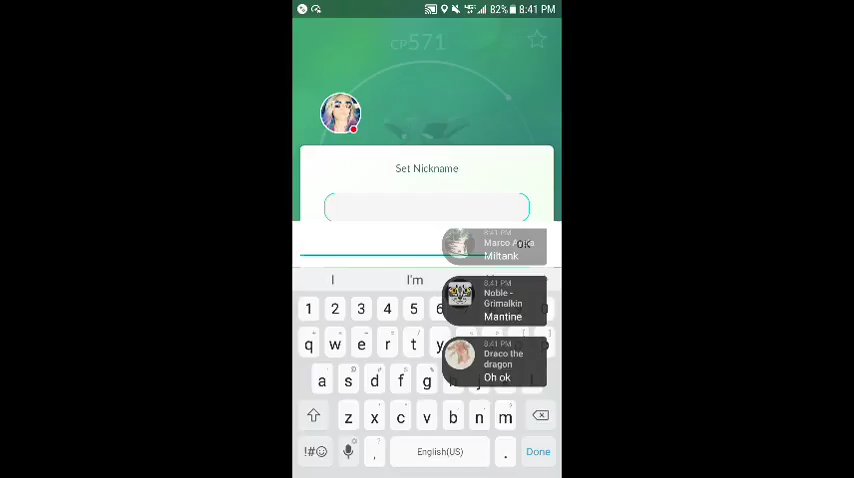 82% 8:41 PM
CP571
Set Nickname
OK
8:41 PM
Miltank
8:41 PM
Noble -
Grimalkin
Mantine
8:41 PM
Draco the
dragon
Oh ok
I I'm
1 2 3 4 5 6
q w e r t y
a s d f g
z x c v b n m
!#☺ , English(US) . Done